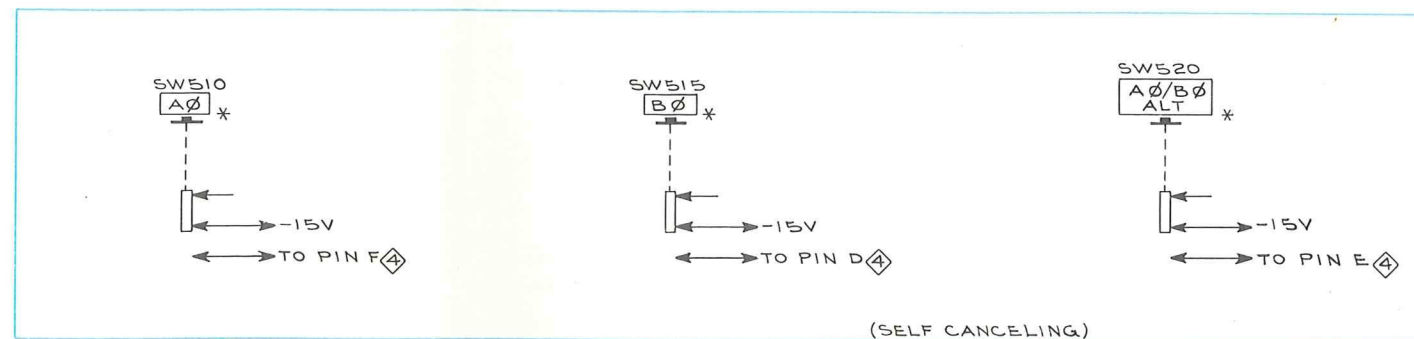 SW510
AØ
*
-15V
TO PIN F 4
SW515
BØ
*
-15V
TO PIN D 4
SW520
AØ/BØ
ALT
*
-15V
TO PIN E 4
(SELF CANCELING)